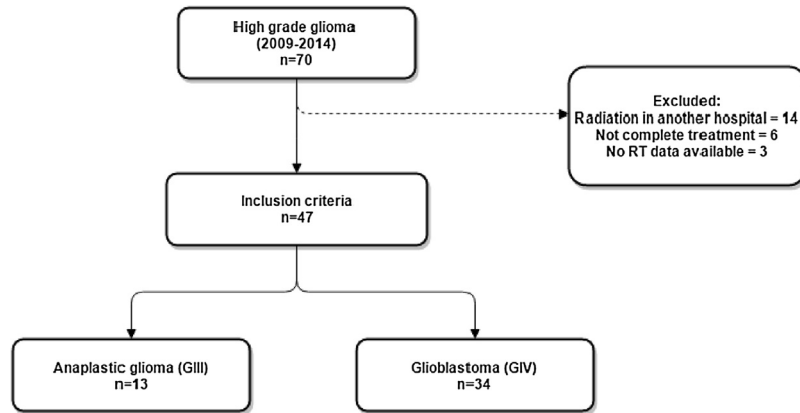 High grade glioma
(2009-2014)
n=70
Excluded:
Radiation in another hospital = 14
Not complete treatment = 6
No RT data available = 3
Inclusion criteria
n=47
Anaplastic glioma (GIII)
n=13
Glioblastoma (GIV)
n=34